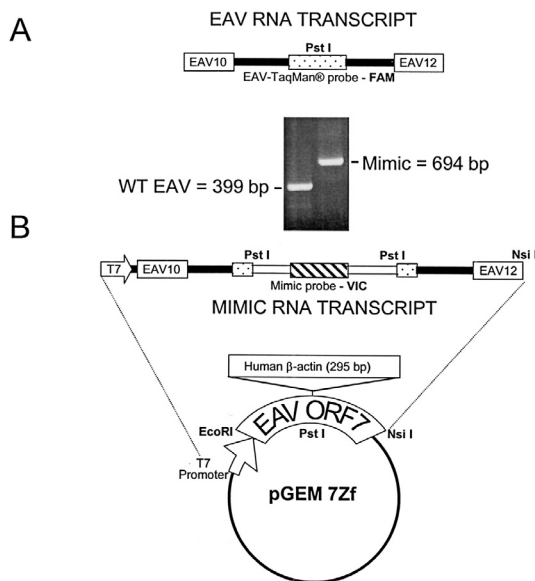 A
EAV RNA TRANSCRIPT
Pst I
EAV10
EAV12
EAV-TaqMan® probe - FAM
WT EAV = 399 bp
Mimic = 694 bp
B
T7
EAV10
Pst I
Pst I
Nsi I
EAV12
Mimic probe - VIC
MIMIC RNA TRANSCRIPT
Human β-actin (295 bp)
EAV ORF7
EcoRI
Pst I
Nsi I
T7
Promoter
pGEM 7Zf